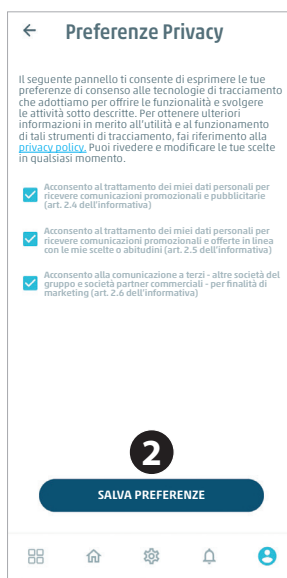 Preferenze Privacy
Il seguente pannello ti consente di esprimere le tue
preferenze di consenso alle tecnologie di tracciamento
che adottiamo per offrire le funzionalità e svolgere
le attività sotto descritte. Per ottenere ulteriori
informazioni in merito all'utilità e al funzionamento
di tali strumenti di tracciamento, fai riferimento alla
privacy policy. Puoi rivedere e modificare le tue scelte
in qualsiasi momento.
Acconsento al trattamento dei miei dati personali per
ricevere comunicazioni promozionali e pubblicitarie
(art. 2.4 dell'informativa)
Acconsento al trattamento dei miei dati personali per
ricevere comunicazioni promozionali e offerte in linea
con le mie scelte o abitudini (art. 2.5 dell'informativa)
Acconsento alla comunicazione a terzi - altre società del
gruppo e società partner commerciali - per finalità di
marketing (art. 2.6 dell'informativa)
2
SALVA PREFERENZE